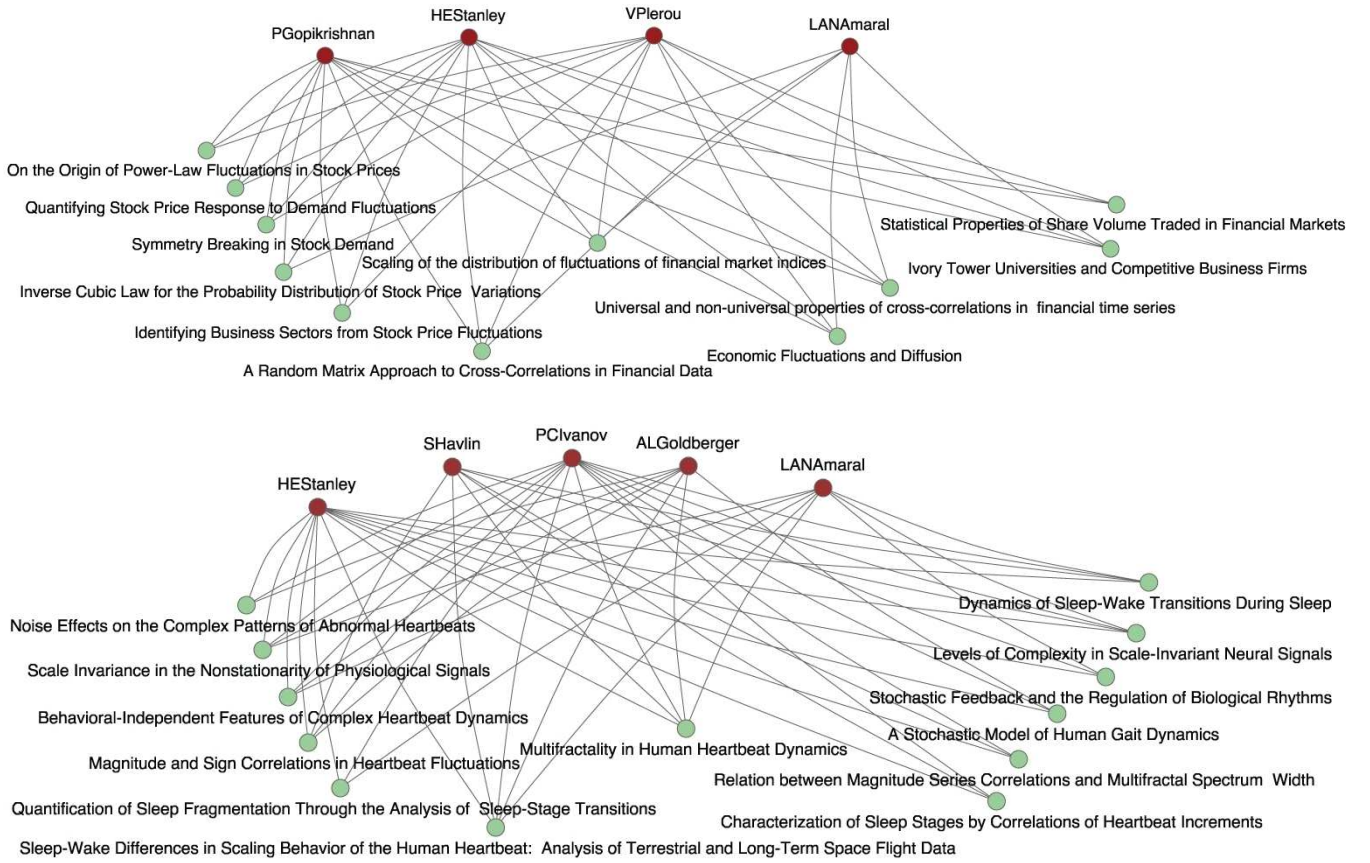 HEStanley
VPlerou
LANAmaral
PGopikrishnan
On the Origin of Power-Law Fluctuations in Stock Prices
Quantifying Stock Price Response to Demand Fluctuations
Statistical Properties of Share Volume Traded in Financial Markets
Symmetry Breaking in Stock Demand
Scaling of the distribution of fluctuations of financial market indices
Ivory Tower Universities and Competitive Business Firms
Inverse Cubic Law for the Probability Distribution of Stock Price Variations
Universal and non-universal properties of cross-correlations in financial time series
Identifying Business Sectors from Stock Price Fluctuations
Economic Fluctuations and Diffusion
A Random Matrix Approach to Cross-Correlations in Financial Data
SHavlin
PCIvanov
ALGoldberger
LANAmaral
HEStanley
Dynamics of Sleep-Wake Transitions During Sleep
Noise Effects on the Complex Patterns of Abnormal Heartbeats
Levels of Complexity in Scale-Invariant Neural Signals
Scale Invariance in the Nonstationarity of Physiological Signals
Stochastic Feedback and the Regulation of Biological Rhythms
Behavioral-Independent Features of Complex Heartbeat Dynamics
A Stochastic Model of Human Gait Dynamics
Multifractality in Human Heartbeat Dynamics
Magnitude and Sign Correlations in Heartbeat Fluctuations
Relation between Magnitude Series Correlations and Multifractal Spectrum Width
Quantification of Sleep Fragmentation Through the Analysis of Sleep-Stage Transitions
Characterization of Sleep Stages by Correlations of Heartbeat Increments
Sleep-Wake Differences in Scaling Behavior of the Human Heartbeat: Analysis of Terrestrial and Long-Term Space Flight Data